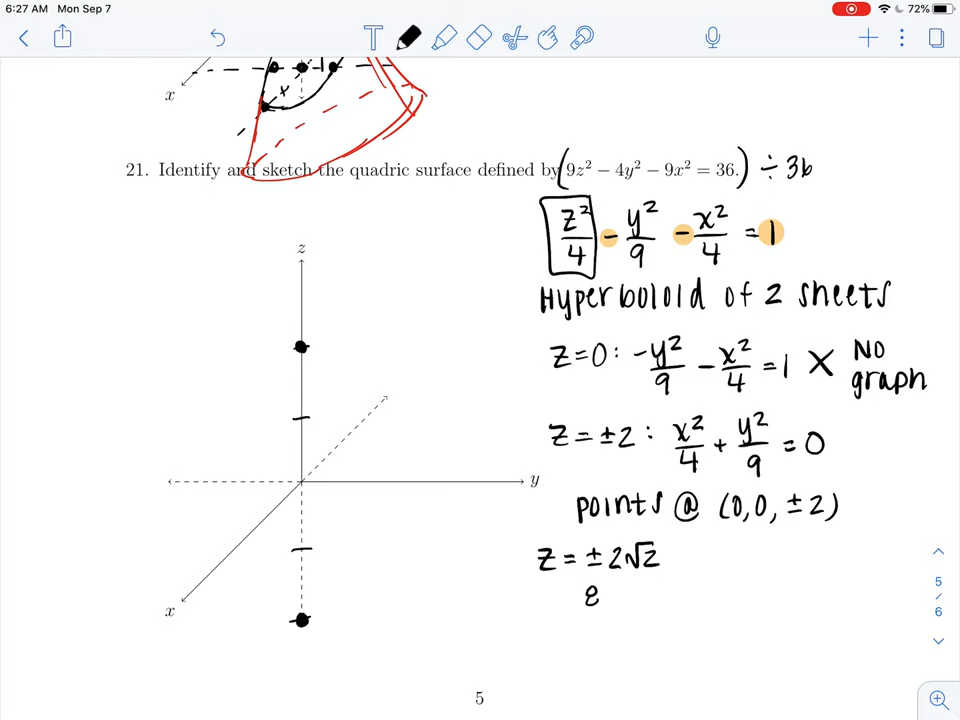 6:27 AM Mon Sep 7
72%
1
x
x
21. Identify and sketch the quadric surface defined by (9z² − 4y² − 9x² = 36.) ÷ 36
z²/4 − y²/9 − x²/4 = 1
Hyperboloid of 2 sheets
z
z=0: −y²/9 − x²/4 = 1 X No graph
z = ±2: x²/4 + y²/9 = 0
y
points @ (0,0, ±2)
z = ±2√2
8
x
5
/
6
5